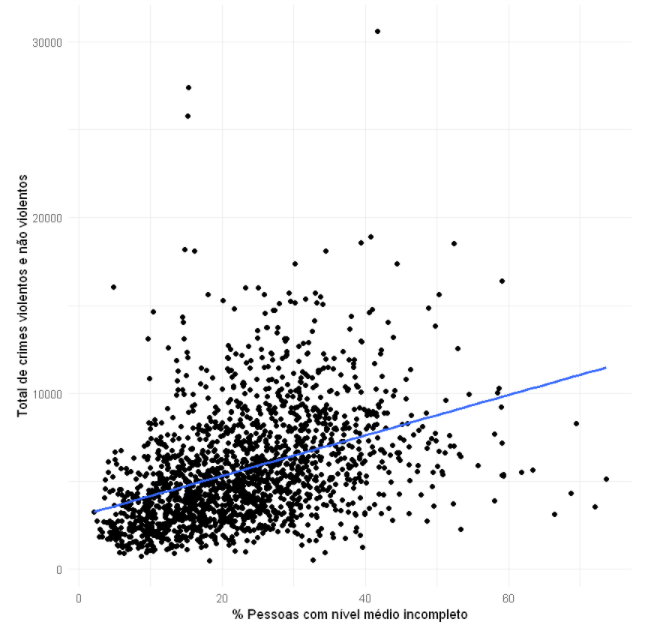 Total de crimes violentos e não violentos
30000
20000
10000
0
0 20 40 60
% Pessoas com nível médio incompleto